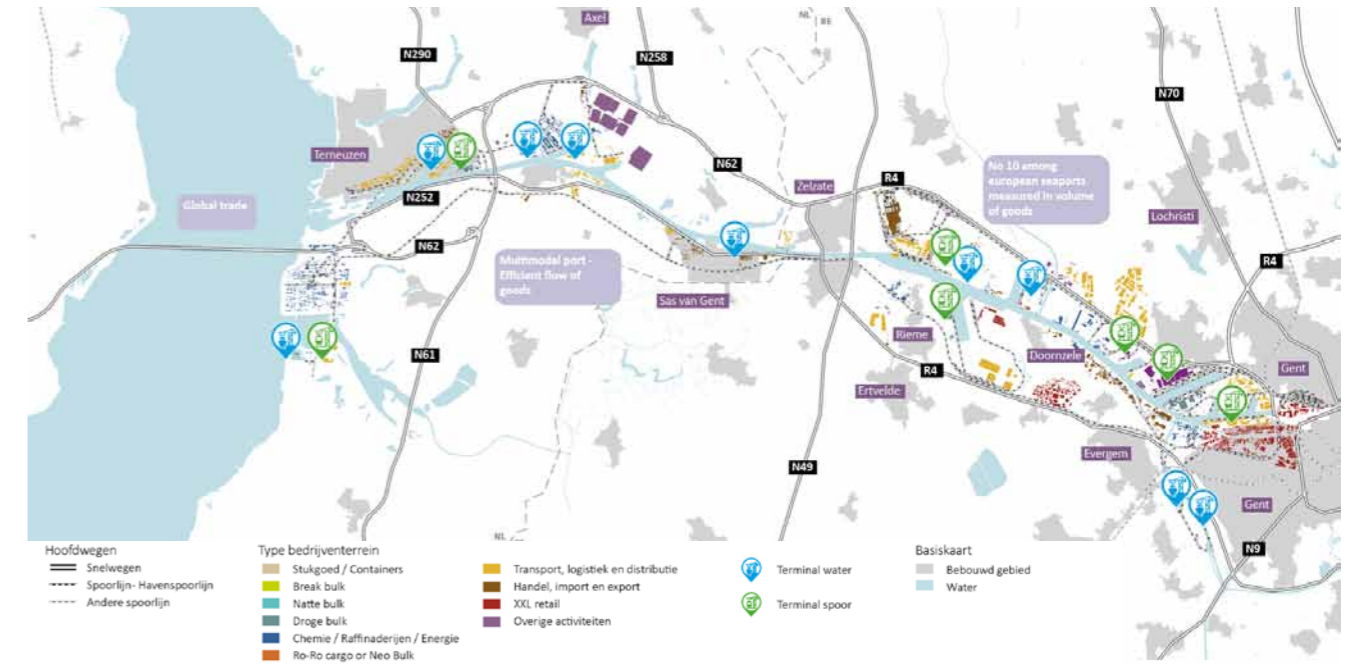 Axel
NL
BE
N290
N258
N70
Terneuzen
N62
No 10 among
european seaports
measured in volume
of goods
Zelzate
R4
N252
Global trade
Lochristi
N62
Multimodal port -
Efficient flow of
goods
R4
Sas van Gent
Rieme
Doornzele
N61
Gent
R4
Ertvelde
Evergem
N49
Gent
NL
N9
Hoofdwegen
Snelwegen
Spoorlijn- Havenspoorlijn
Andere spoorlijn
Type bedrijventerrein
Stukgoed / Containers
Break bulk
Natte bulk
Droge bulk
Chemie / Raffinaderijen / Energie
Ro-Ro cargo or Neo Bulk
Transport, logistiek en distributie
Handel, import en export
XXL retail
Overige activiteiten
Terminal water
Terminal spoor
Basiskaart
Bebouwd gebied
Water